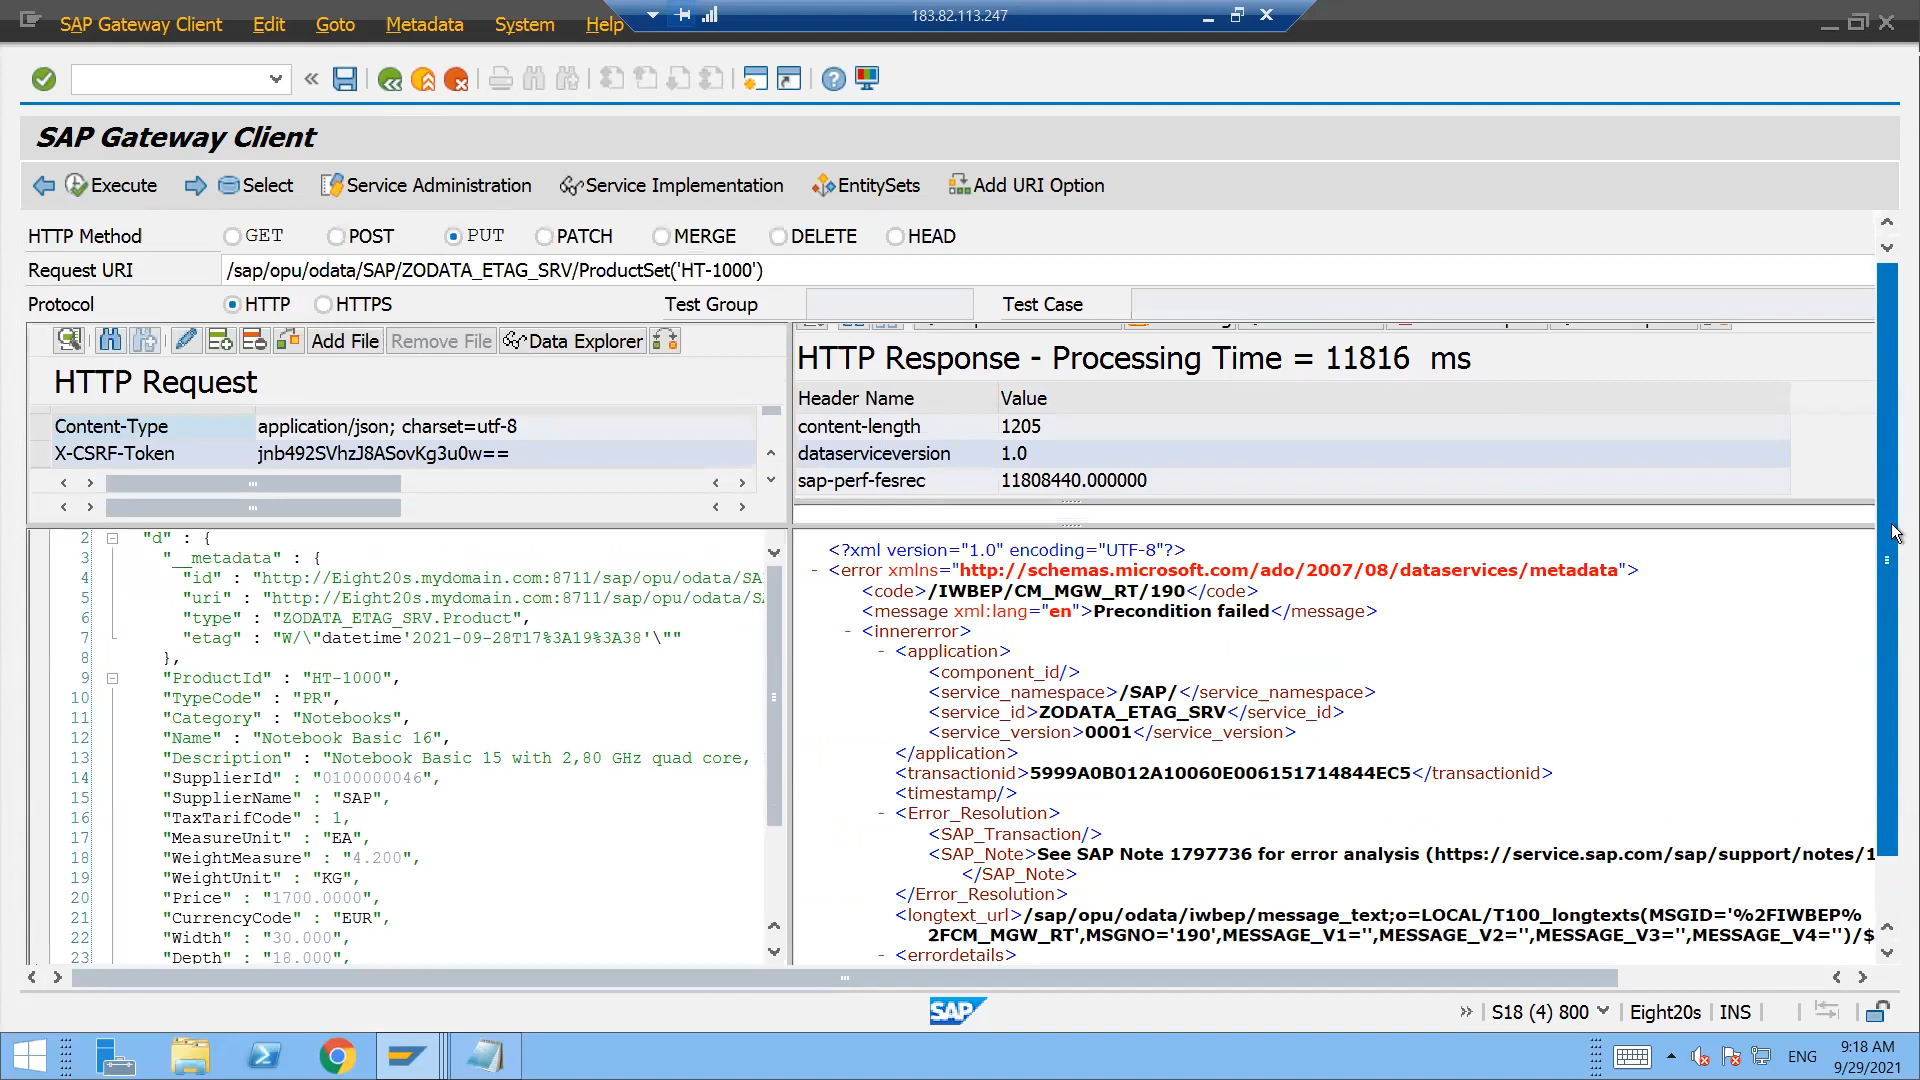 SAP Gateway Client Edit Goto Metadata System Help
183.82.113.247
SAP Gateway Client
Execute Select Service Administration Service Implementation EntitySets Add URI Option
HTTP Method GET POST PUT PATCH MERGE DELETE HEAD
Request URI /sap/opu/odata/SAP/ZODATA_ETAG_SRV/ProductSet('HT-1000')
Protocol HTTP HTTPS Test Group Test Case
Add File Remove File Data Explorer
HTTP Request
Content-Type application/json; charset=utf-8
X-CSRF-Token jnb492SVhzJ8ASovKg3u0w==
2 "d" : {
3 "__metadata" : {
4 "id" : "http://Eight20s.mydomain.com:8711/sap/opu/odata/SA
5 "uri" : "http://Eight20s.mydomain.com:8711/sap/opu/odata/SA
6 "type" : "ZODATA_ETAG_SRV.Product",
7 "etag" : "W/\"datetime'2021-09-28T17%3A19%3A38'\""
8 },
9 "ProductId" : "HT-1000",
10 "TypeCode" : "PR",
11 "Category" : "Notebooks",
12 "Name" : "Notebook Basic 16",
13 "Description" : "Notebook Basic 15 with 2,80 GHz quad core,
14 "SupplierId" : "0100000046",
15 "SupplierName" : "SAP",
16 "TaxTarifCode" : 1,
17 "MeasureUnit" : "EA",
18 "WeightMeasure" : "4.200",
19 "WeightUnit" : "KG",
20 "Price" : "1700.0000",
21 "CurrencyCode" : "EUR",
22 "Width" : "30.000",
23 "Depth" : "18.000",
HTTP Response - Processing Time = 11816 ms
Header Name Value
content-length 1205
dataserviceversion 1.0
sap-perf-fesrec 11808440.000000
<?xml version="1.0" encoding="UTF-8"?>
- <error xmlns="http://schemas.microsoft.com/ado/2007/08/dataservices/metadata">
<code>/IWBEP/CM_MGW_RT/190</code>
<message xml:lang="en">Precondition failed</message>
- <innererror>
- <application>
<component_id/>
<service_namespace>/SAP/</service_namespace>
<service_id>ZODATA_ETAG_SRV</service_id>
<service_version>0001</service_version>
</application>
<transactionid>5999A0B012A10060E006151714844EC5</transactionid>
<timestamp/>
- <Error_Resolution>
<SAP_Transaction/>
<SAP_Note>See SAP Note 1797736 for error analysis (https://service.sap.com/sap/support/notes/1
</SAP_Note>
</Error_Resolution>
<longtext_url>/sap/opu/odata/iwbep/message_text;o=LOCAL/T100_longtexts(MSGID='%2FIWBEP%
2FCM_MGW_RT',MSGNO='190',MESSAGE_V1='',MESSAGE_V2='',MESSAGE_V3='',MESSAGE_V4='')/$
- <errordetails>
SAP
S18 (4) 800 Eight20s INS
ENG
9:18 AM
9/29/2021